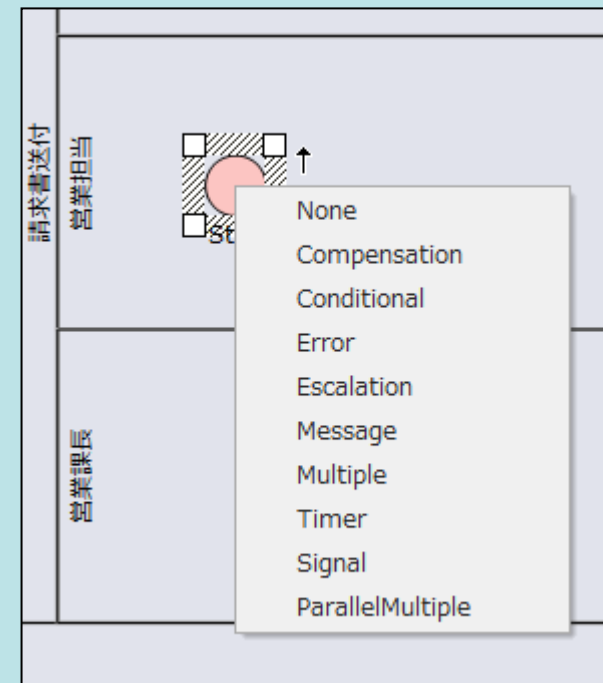 請求書送付
営業担当
St
None
Compensation
Conditional
Error
Escalation
Message
Multiple
Timer
Signal
ParallelMultiple
営業課長